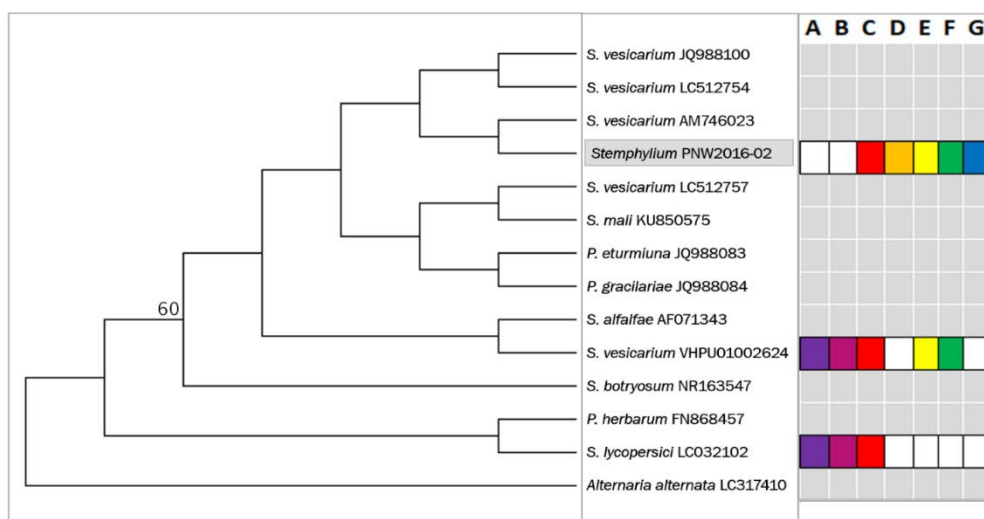 A B C D E F G
S. vesicarium JQ988100
S. vesicarium LC512754
S. vesicarium AM746023
Stemphylium PNW2016-02
S. vesicarium LC512757
S. mali KU850575
P. eturmiuna JQ988083
P. gracilariae JQ988084
60
S. alfalfae AF071343
S. vesicarium VHPU01002624
S. botryosum NR163547
P. herbarum FN868457
S. lycopersici LC032102
Alternaria alternata LC317410